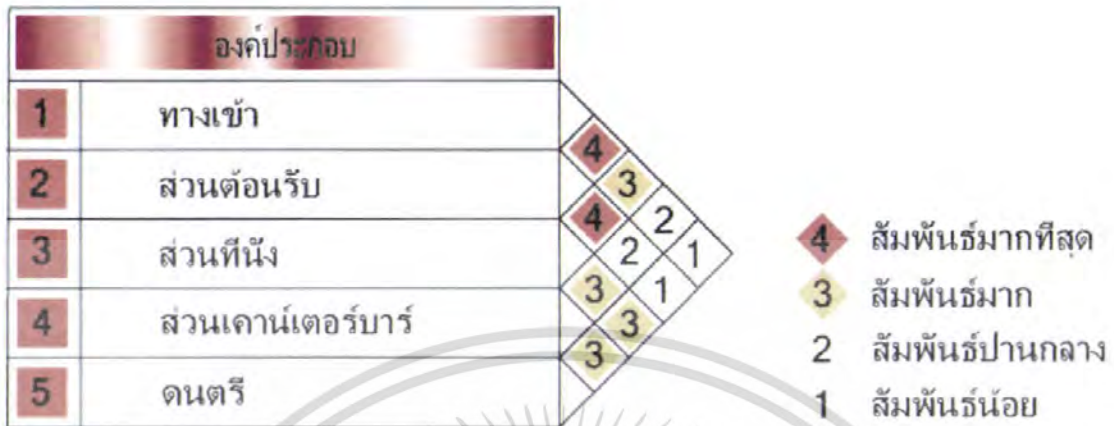 องค์ประกอบ
1 ทางเข้า
2 ส่วนต้อนรับ
3 ส่วนที่นั่ง
4 ส่วนเคาน์เตอร์บาร์
5 ดนตรี
4
3
4 2
2 1
3 1
3
3
4 สัมพันธ์มากที่สุด
3 สัมพันธ์มาก
2 สัมพันธ์ปานกลาง
1 สัมพันธ์น้อย